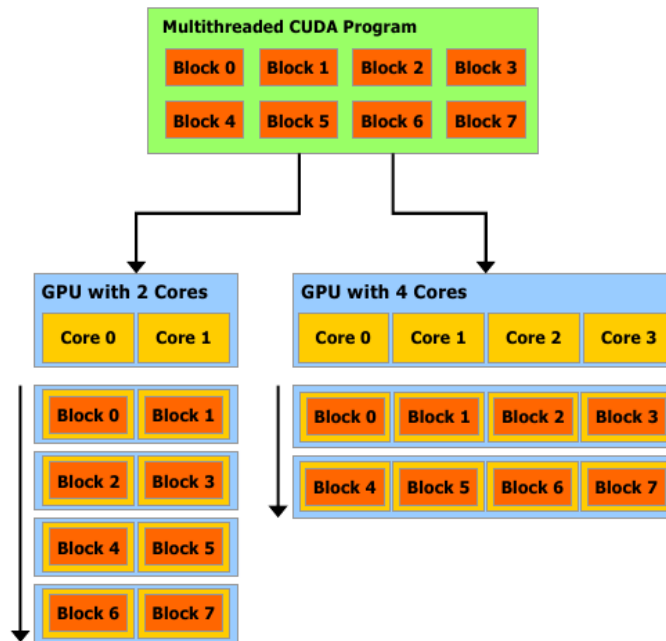 Multithreaded CUDA Program
Block 0 Block 1 Block 2 Block 3
Block 4 Block 5 Block 6 Block 7
GPU with 2 Cores
Core 0 Core 1
Block 0 Block 1
Block 2 Block 3
Block 4 Block 5
Block 6 Block 7
GPU with 4 Cores
Core 0 Core 1 Core 2 Core 3
Block 0 Block 1 Block 2 Block 3
Block 4 Block 5 Block 6 Block 7